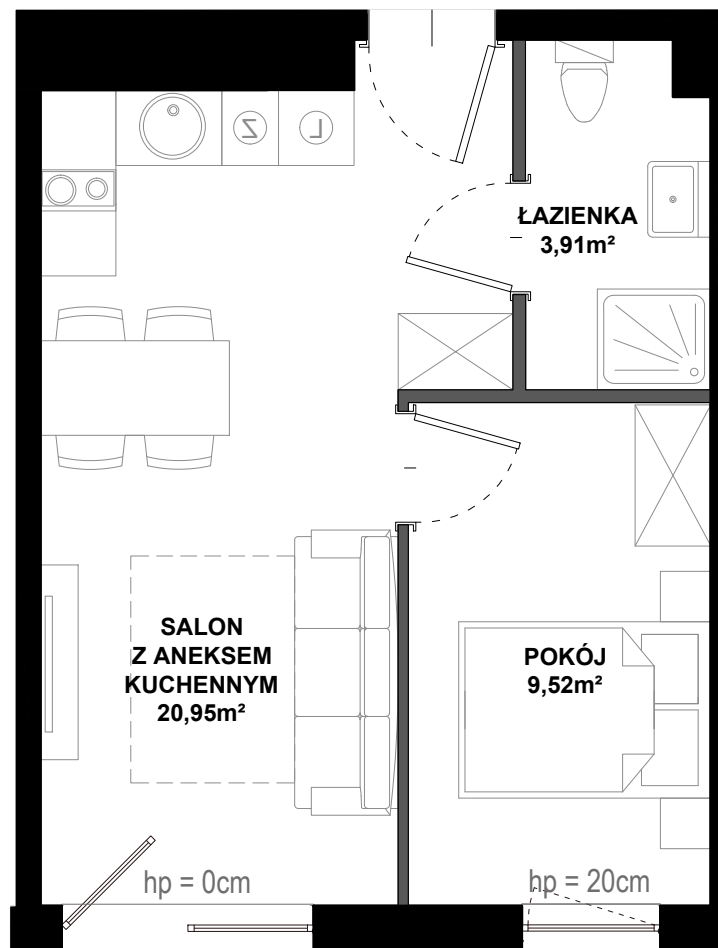 Z
L
ŁAZIENKA
3,91m²
SALON
Z ANEKSEM
KUCHENNYM
20,95m²
POKÓJ
9,52m²
hp = 0cm
hp = 20cm